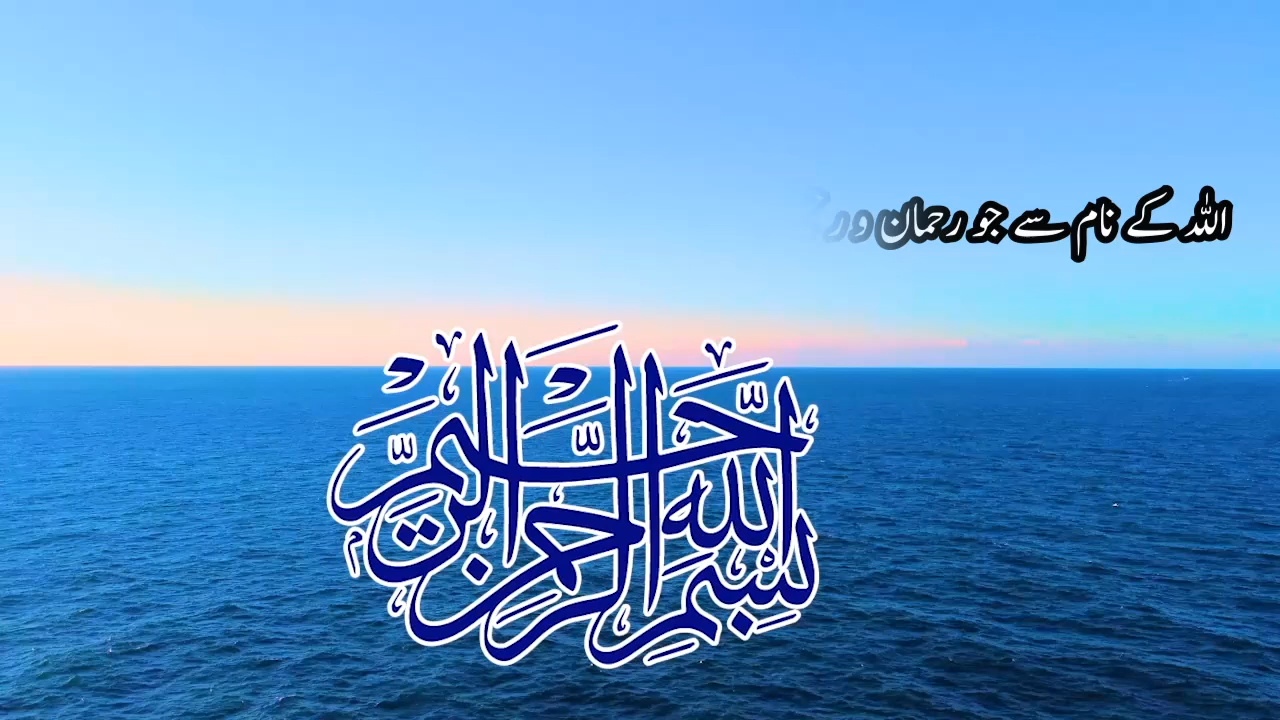 اللہ کے نام سے جو رحمان و
بسم الله الرحمن الرحيم